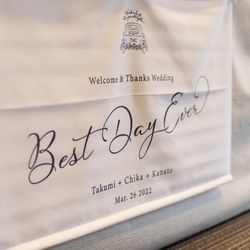 Welcome & Thanks Wedding
Best Day Ever
Takumi + Chika + Kanato
Mar. 26 2022